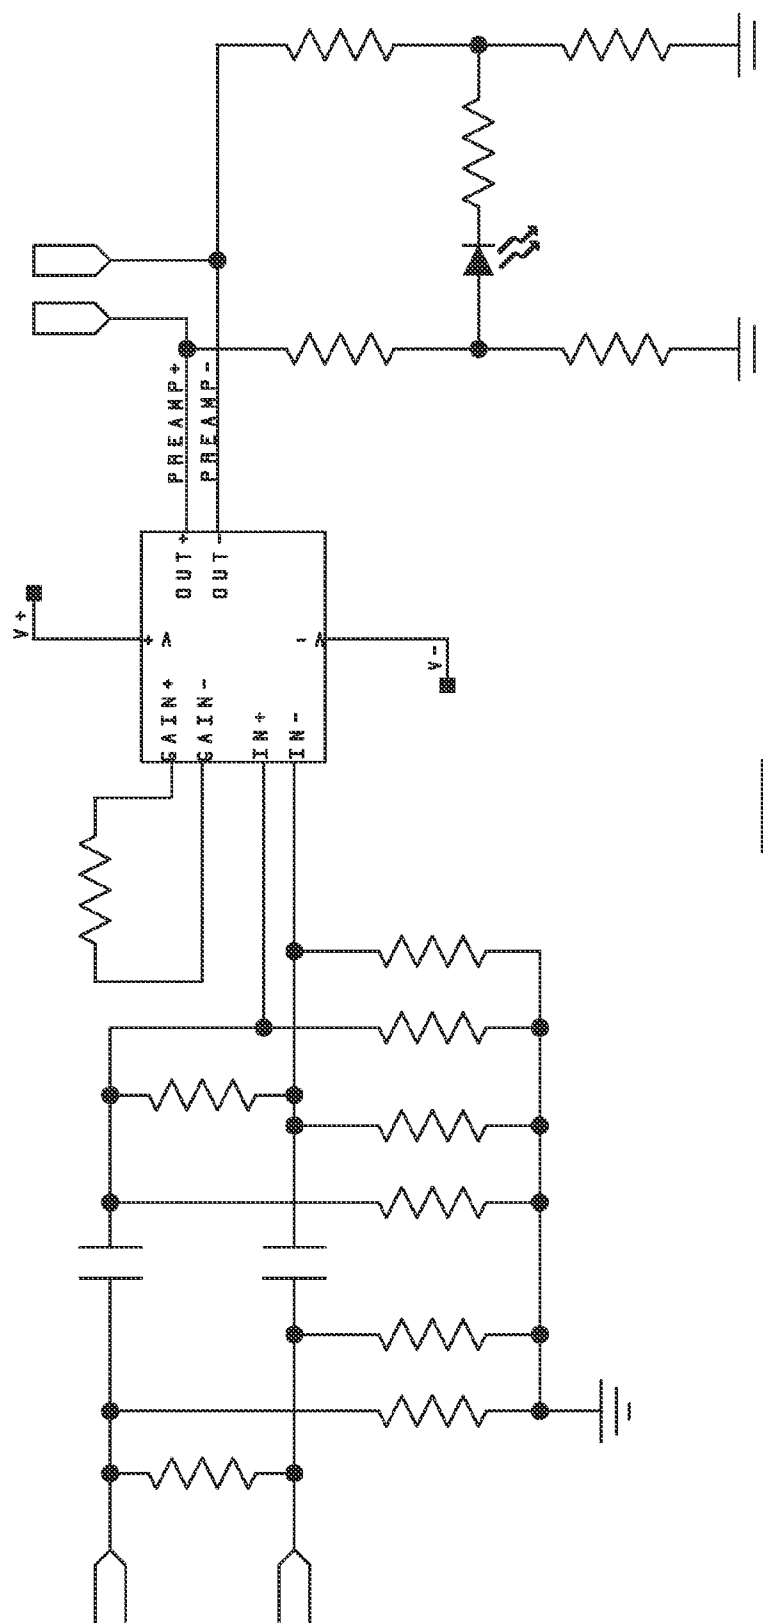 PREAMP+
PREAMP-
OUT+
OUT-
V+
+V
-V
V-
GAIN+
GAIN-
IN+
IN-